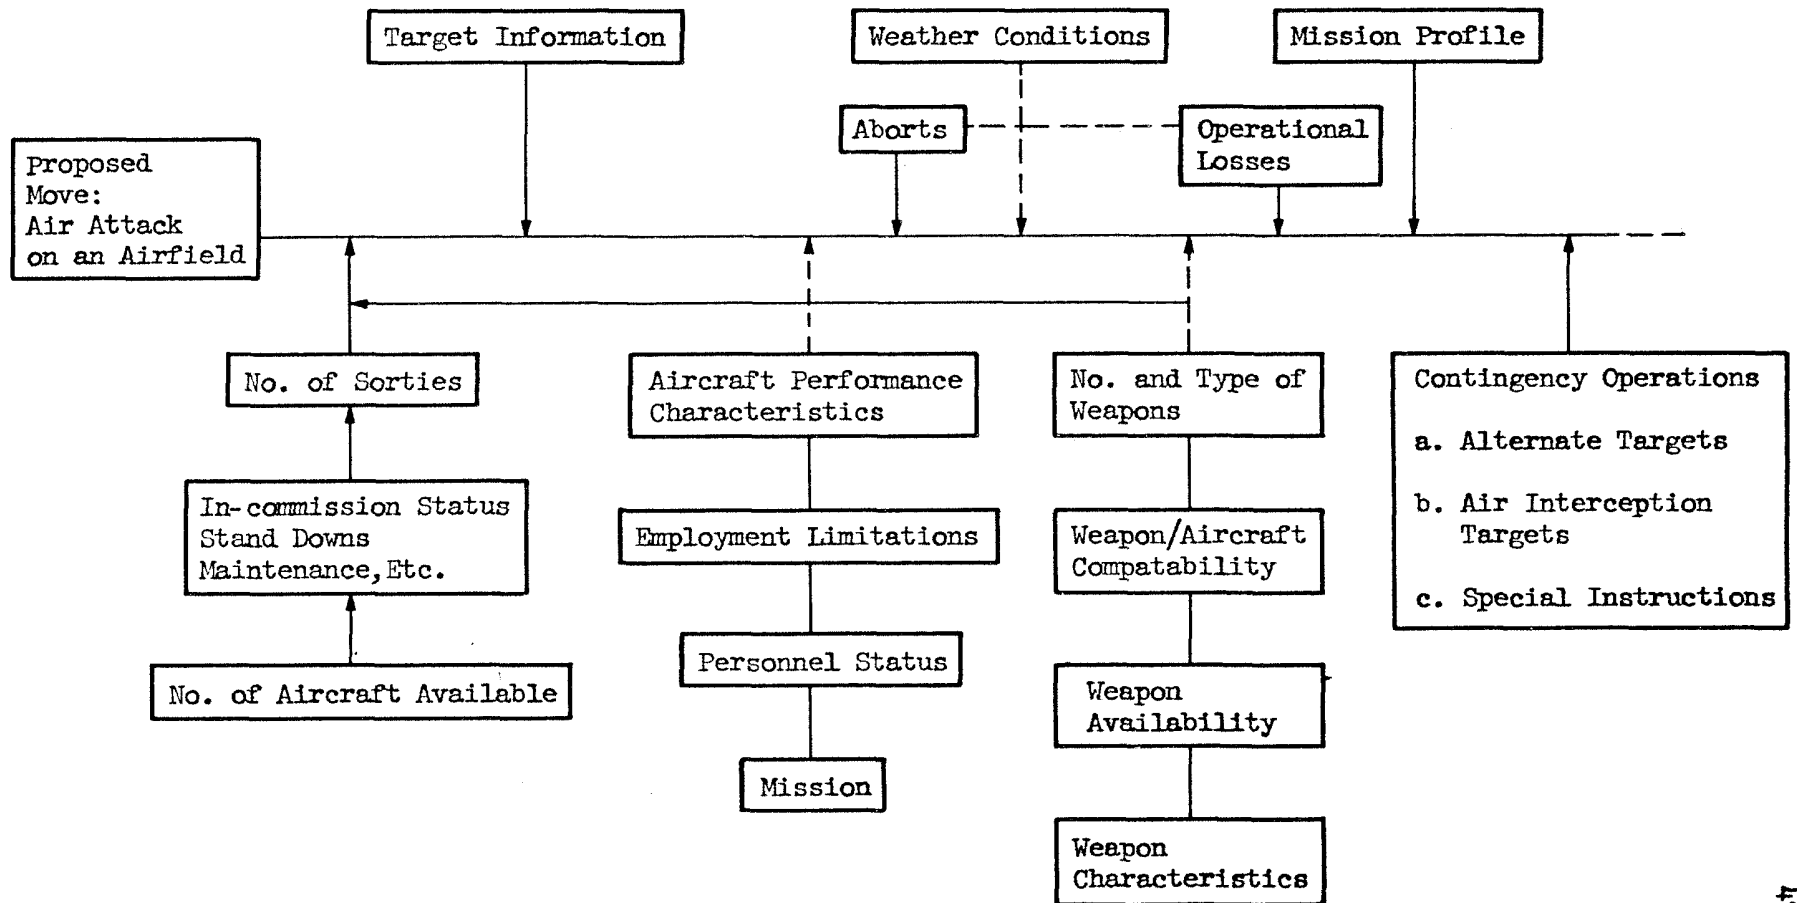 Target Information
Weather Conditions
Mission Profile
Aborts
Operational
Losses
Proposed
Move:
Air Attack
on an Airfield
No. of Sorties
Aircraft Performance
Characteristics
No. and Type of
Weapons
Contingency Operations
a. Alternate Targets
b. Air Interception
Targets
c. Special Instructions
In-commission Status
Stand Downs
Maintenance, Etc.
Employment Limitations
Weapon/Aircraft
Compatability
No. of Aircraft Available
Personnel Status
Weapon
Availability
Mission
Weapon
Characteristics